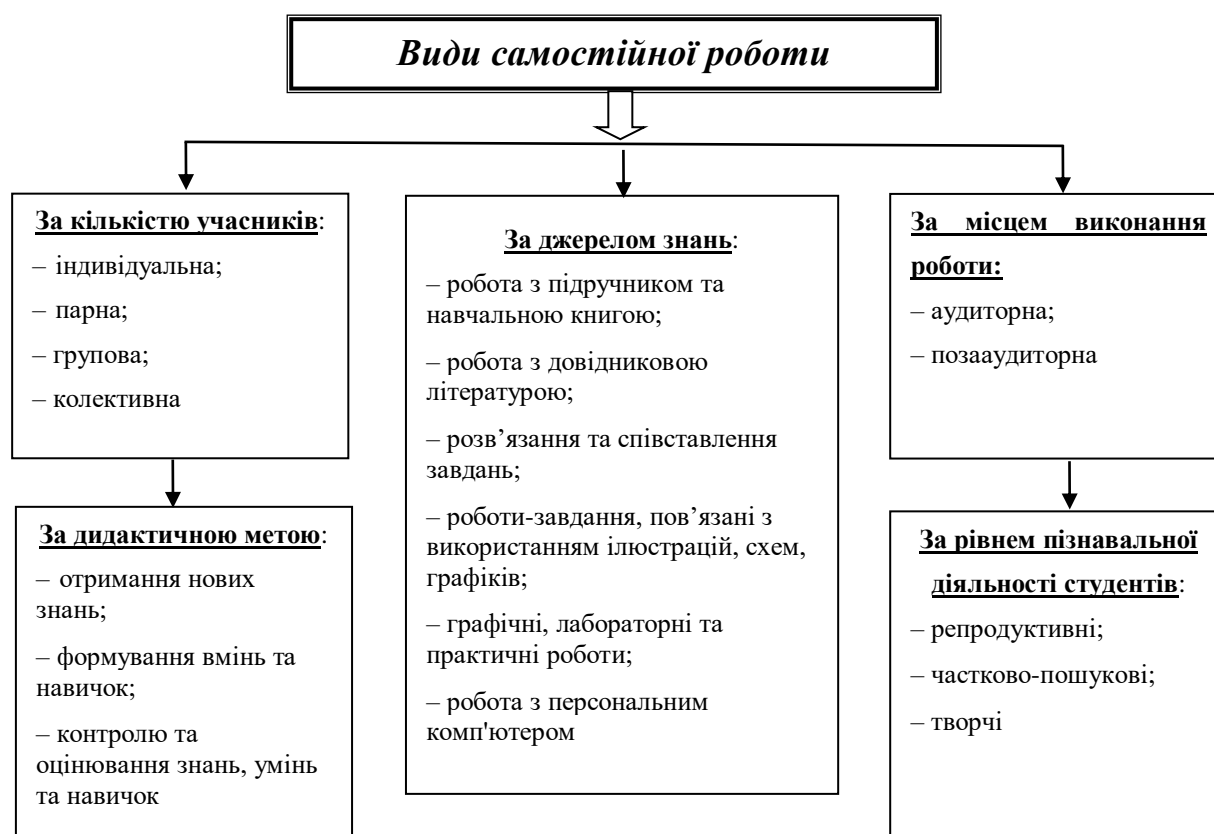 Види самостійної роботи
За кількістю учасників:
– індивідуальна;
– парна;
– групова;
– колективна
За дидактичною метою:
– отримання нових
знань;
– формування вмінь та
навичок;
– контролю та
оцінювання знань, умінь
та навичок
За джерелом знань:
– робота з підручником та
навчальною книгою;
– робота з довідниковою
літературою;
– розв’язання та співставлення
завдань;
– роботи-завдання, пов’язані з
використанням ілюстрацій, схем,
графіків;
– графічні, лабораторні та
практичні роботи;
– робота з персональним
комп'ютером
За місцем виконання
роботи:
– аудиторна;
– позааудиторна
За рівнем пізнавальної
діяльності студентів:
– репродуктивні;
– частково-пошукові;
– творчі